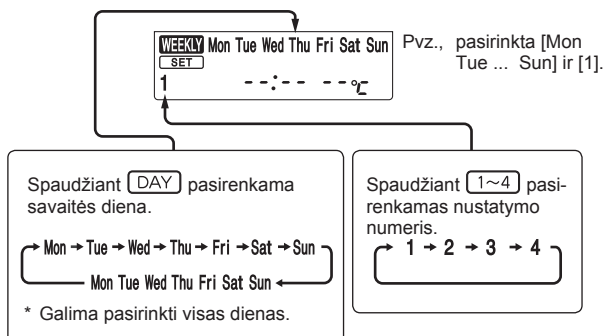 WEEKLY Mon Tue Wed Thu Fri Sat Sun
SET
1 --:-- --°C
Pvz., pasirinkta [Mon
Tue ... Sun] ir [1].
Spaudžiant DAY pasirenkama
savaitės diena.
Mon → Tue → Wed → Thu → Fri → Sat → Sun
Mon Tue Wed Thu Fri Sat Sun
* Galima pasirinkti visas dienas.
Spaudžiant 1~4 pasi-
renkamas nustatymo
numeris.
1 → 2 → 3 → 4